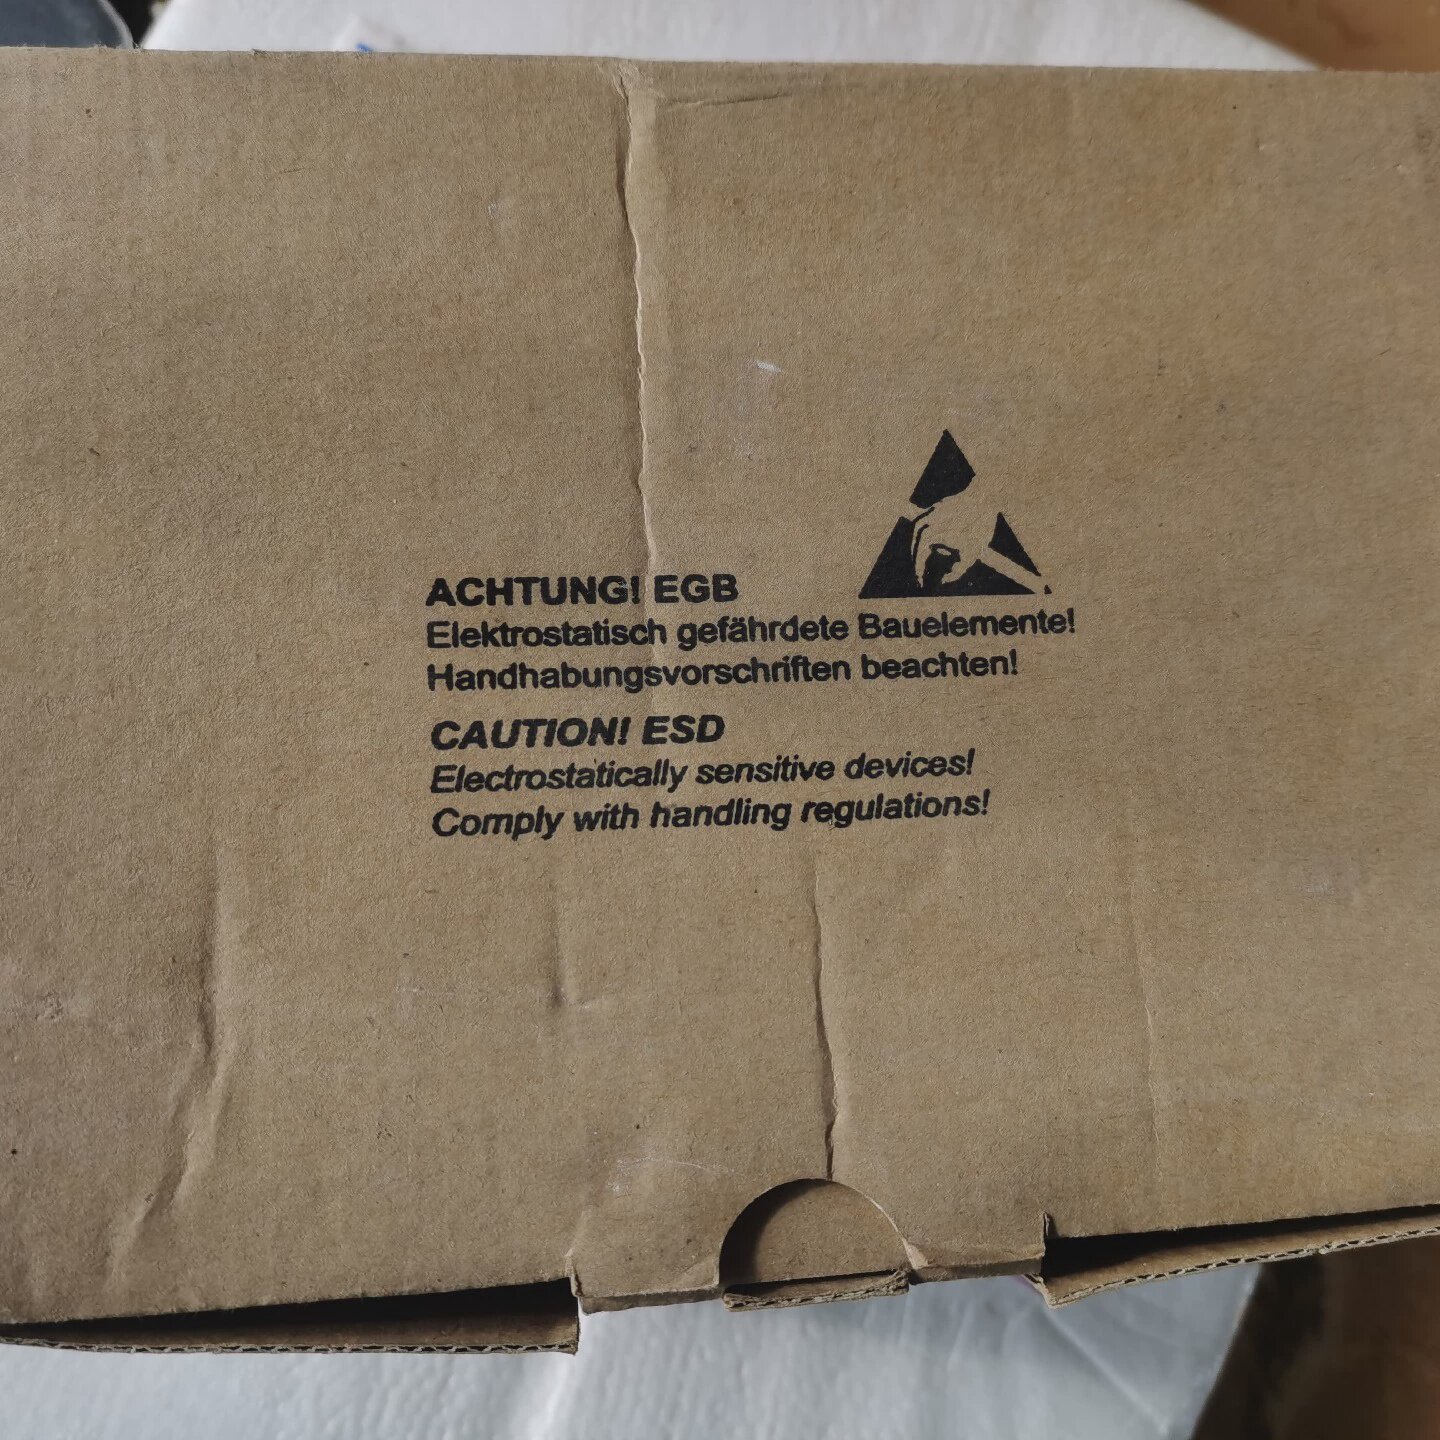 ACHTUNG! EGB
Elektrostatisch gefährdete Bauelemente!
Handhabungsvorschriften beachten!
CAUTION! ESD
Electrostatically sensitive devices!
Comply with handling regulations!